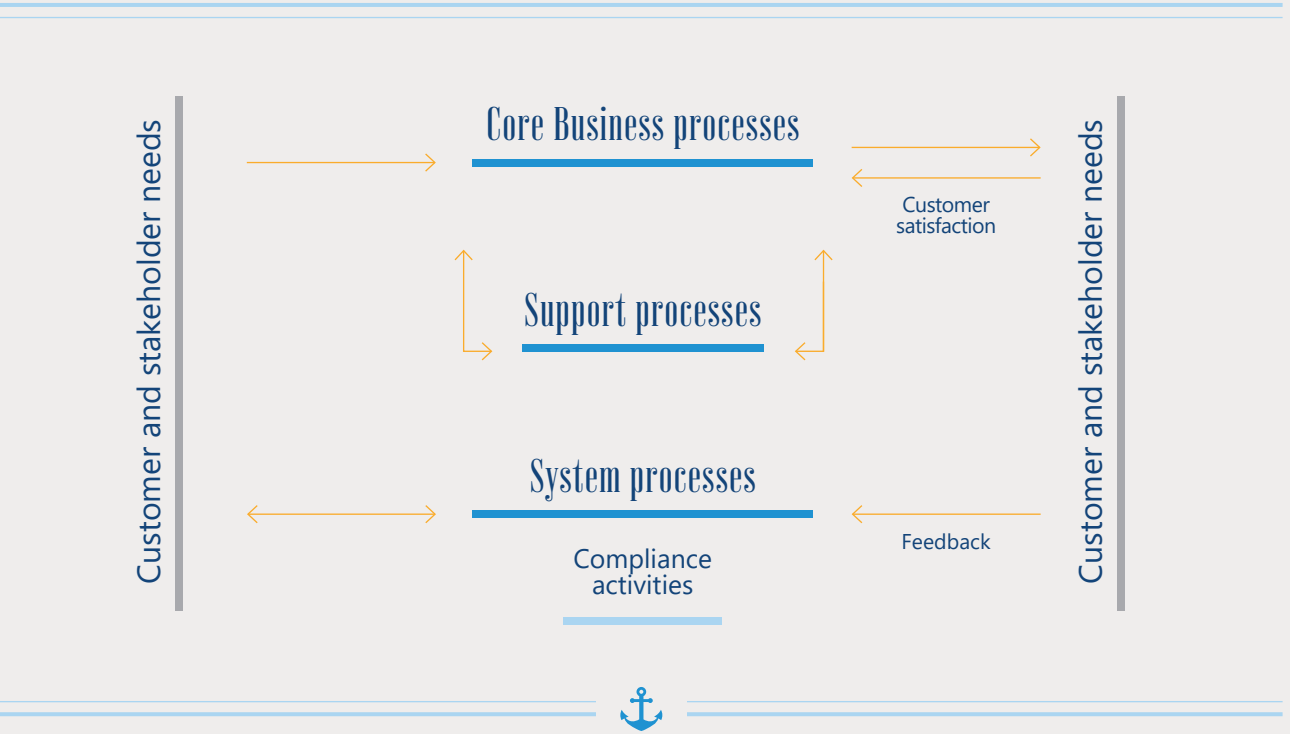 Customer and stakeholder needs
Core Business processes
Customer
satisfaction
Support processes
System processes
Feedback
Compliance
activities
Customer and stakeholder needs